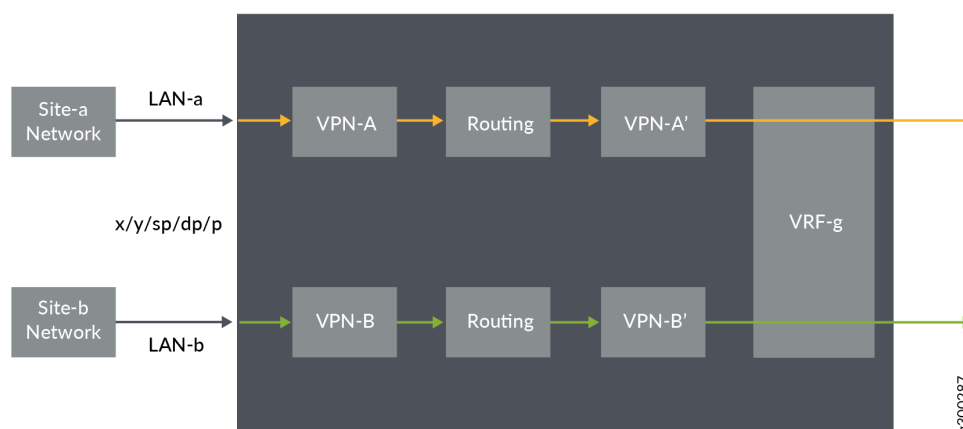 LAN-a
Site-a
Network
VPN-A
Routing
VPN-A’
x/y/sp/dp/p
VRF-g
Site-b
Network
VPN-B
Routing
VPN-B’
LAN-b